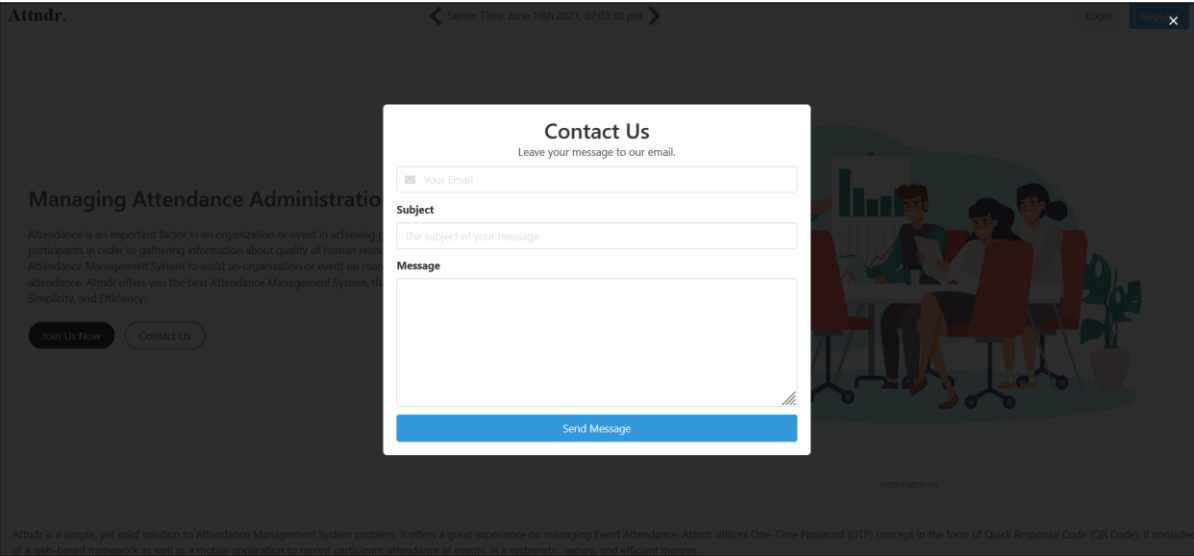 Attndr.
Server Time: June 19th 2021, 07:03:30 pm
Login
Register
×
Contact Us
Leave your message to our email.
Your Email
Subject
The subject of your message
Message
Send Message
Managing Attendance Administratio
Attendance is an important factor in an organization or event in achieving
participants in order to gathering information about quality of human
Attendance Management System to assist an organization or event on
attendance. Attndr offers you the best Attendance Management System,
Simplicity, and Efficiency.
Join Us Now
Contact Us
Picture attribute
Attndr is a simple, yet solid solution to Attendance Management System problem. It offers a great experience on managing Event Attendance. Attndr utilizes One-Time Password (OTP) concept in the form of Quick Response Code (QR Code). It consists
of a web-based framework as well as a mobile application to record participant attendance at events, in a systematic, secure, and efficient manner.